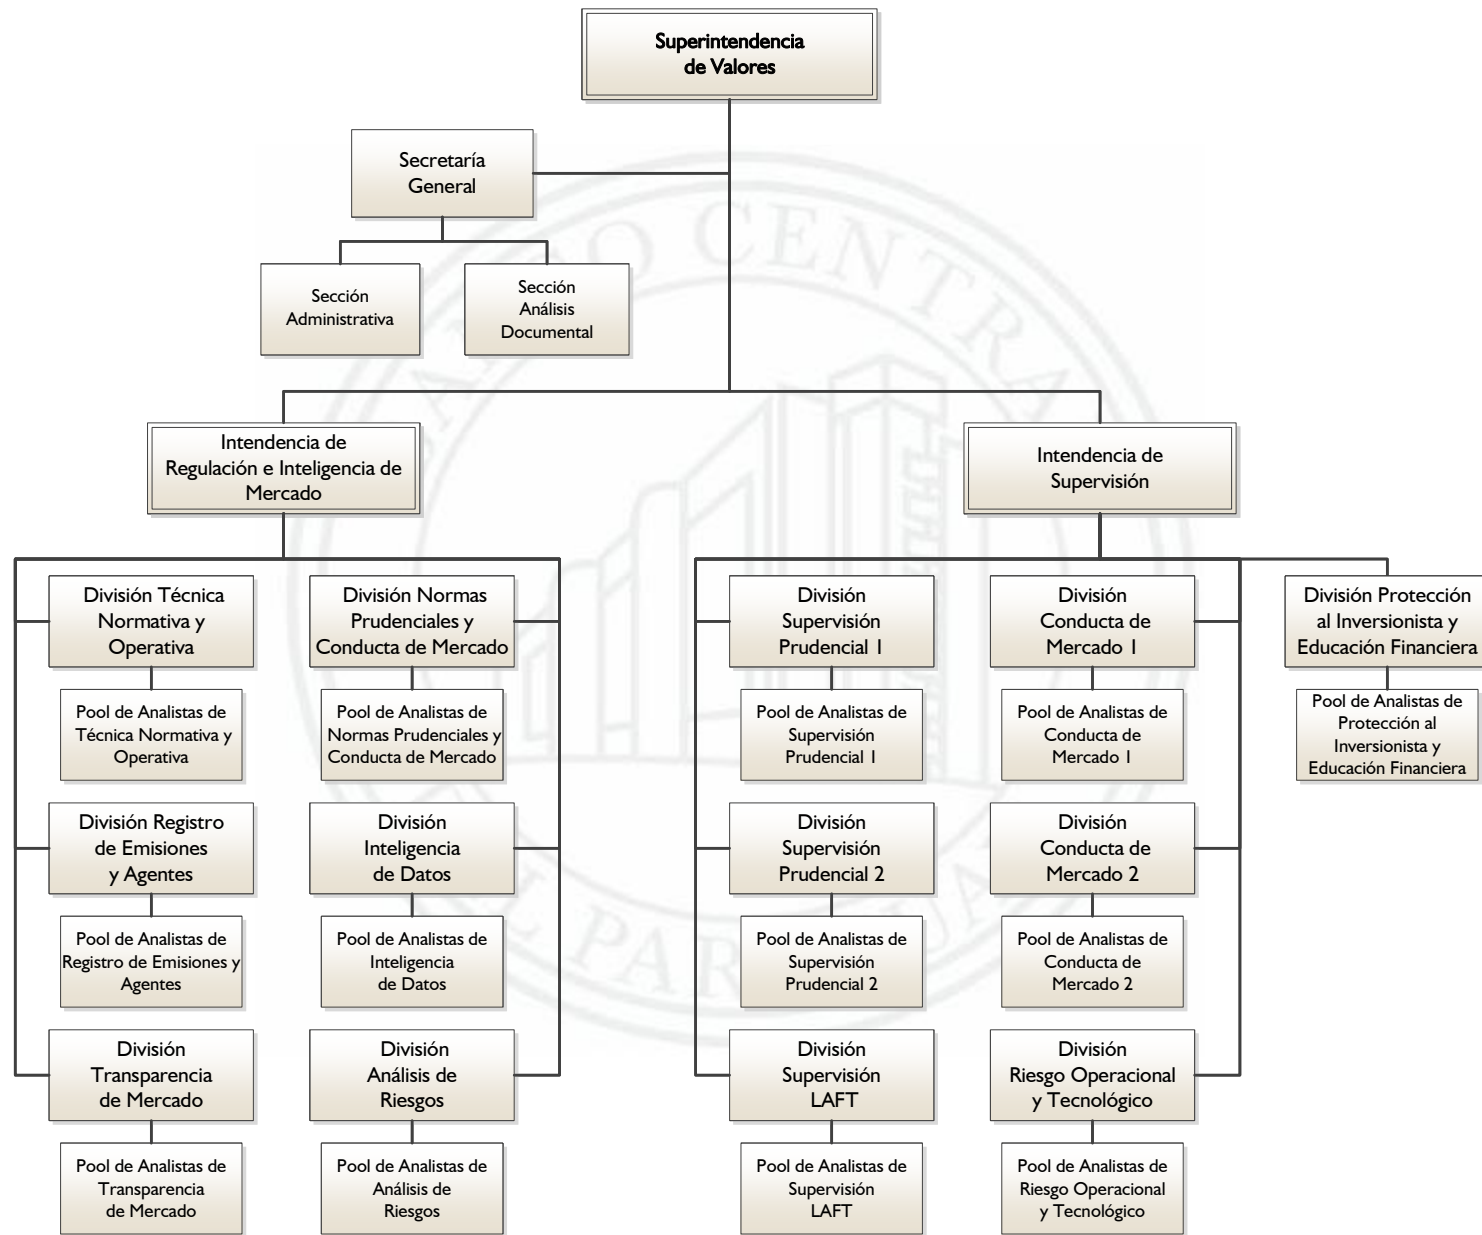 Superintendencia
de Valores
Secretaría
General
Sección
Administrativa
Sección
Análisis
Documental
Intendencia de
Regulación e Inteligencia de
Mercado
Intendencia de
Supervisión
División Técnica
Normativa y
Operativa
División Normas
Prudenciales y
Conducta de Mercado
División
Supervisión
Prudencial 1
División
Conducta de
Mercado 1
División Protección
al Inversionista y
Educación Financiera
Pool de Analistas de
Técnica Normativa y
Operativa
Pool de Analistas de
Normas Prudenciales y
Conducta de Mercado
Pool de Analistas de
Supervisión
Prudencial 1
Pool de Analistas de
Conducta de
Mercado 1
Pool de Analistas de
Protección al
Inversionista y
Educación Financiera
División Registro
de Emisiones
y Agentes
División
Inteligencia
de Datos
División
Supervisión
Prudencial 2
División
Conducta de
Mercado 2
Pool de Analistas de
Registro de Emisiones y
Agentes
Pool de Analistas de
Inteligencia
de Datos
Pool de Analistas de
Supervisión
Prudencial 2
Pool de Analistas de
Conducta de
Mercado 2
División
Transparencia
de Mercado
División
Análisis de
Riesgos
División
Supervisión
LAFT
División
Riesgo Operacional
y Tecnológico
Pool de Analistas de
Transparencia
de Mercado
Pool de Analistas de
Análisis de
Riesgos
Pool de Analistas de
Supervisión
LAFT
Pool de Analistas de
Riesgo Operacional
y Tecnológico